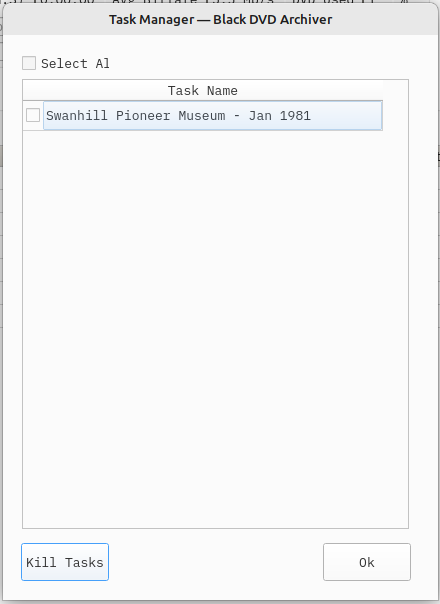 Task Manager — Black DVD Archiver
Select Al
Task Name
Swanhill Pioneer Museum - Jan 1981
Kill Tasks
Ok